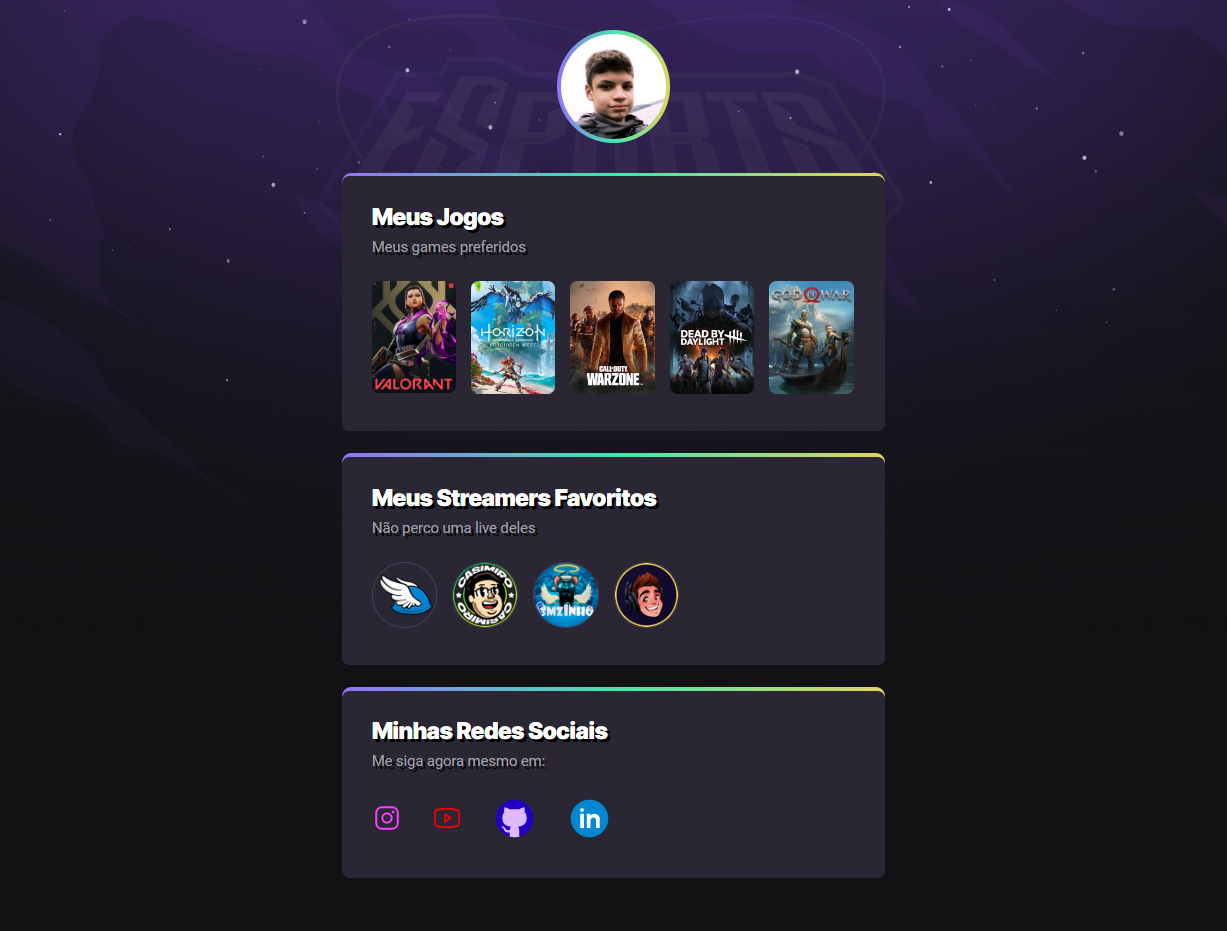 ESPORTS
Meus Jogos
Meus games preferidos
VALORANT
HORIZON
FORBIDDEN WEST
CALL OF DUTY
WARZONE
DEAD BY
DAYLIGHT
GOD OF WAR
Meus Streamers Favoritos
Não perco uma live deles
CASIMIRO
CASIMIRO
SMZINHO
Minhas Redes Sociais
Me siga agora mesmo em:
in